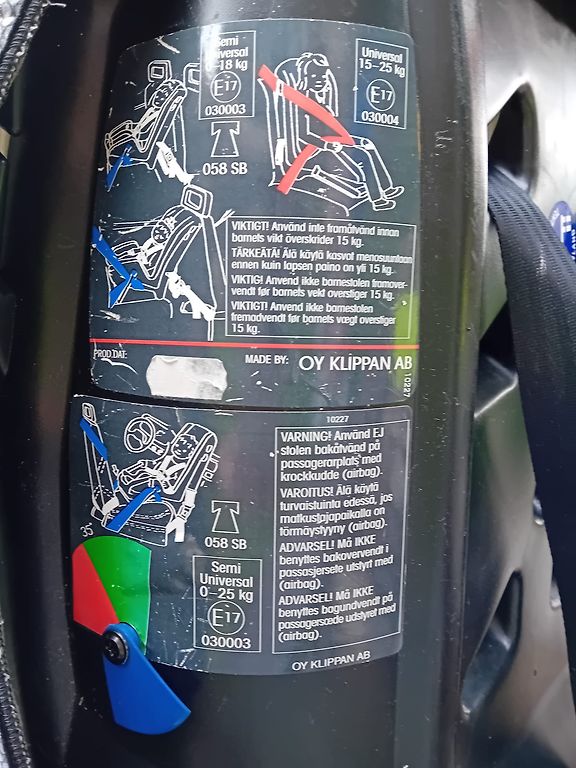 Semi
Universal
0–18 kg
E17
030003
058 SB
Universal
15–25 kg
E17
030004
VIKTIGT! Använd inte framåtvänd innan
barnets vikt överskrider 15 kg.
TÄRKEÄTÄ! Älä käytä kasvot menosuuntaan
ennen kuin lapsen paino on yli 15 kg.
VIKTIG! Anvend ikke barnestolen framover-
vendt før barnets vekt overstiger 15 kg.
VIGTIGT! Anvend ikke barnestolen
fremadvendt før barnets vægt overstiger
15 kg.
PROD.DAT:
MADE BY: OY KLIPPAN AB
10227
10227
VARNING! Använd EJ
stolen bakåtvänd på
passagerarplats med
krockkudde (airbag).
VAROITUS! Älä käytä
turvaistuinta edessä, jos
matkustajapaikalla on
törmäystyyny (airbag).
ADVARSEL! Må IKKE
benyttes bakovervendt i
passasjersete utstyrt med
(airbag).
ADVARSEL! Må IKKE
benyttes bagundvendt på
passagersæde udstyret med
(airbag).
35
058 SB
Semi
Universal
0–25 kg
E17
030003
OY KLIPPAN AB